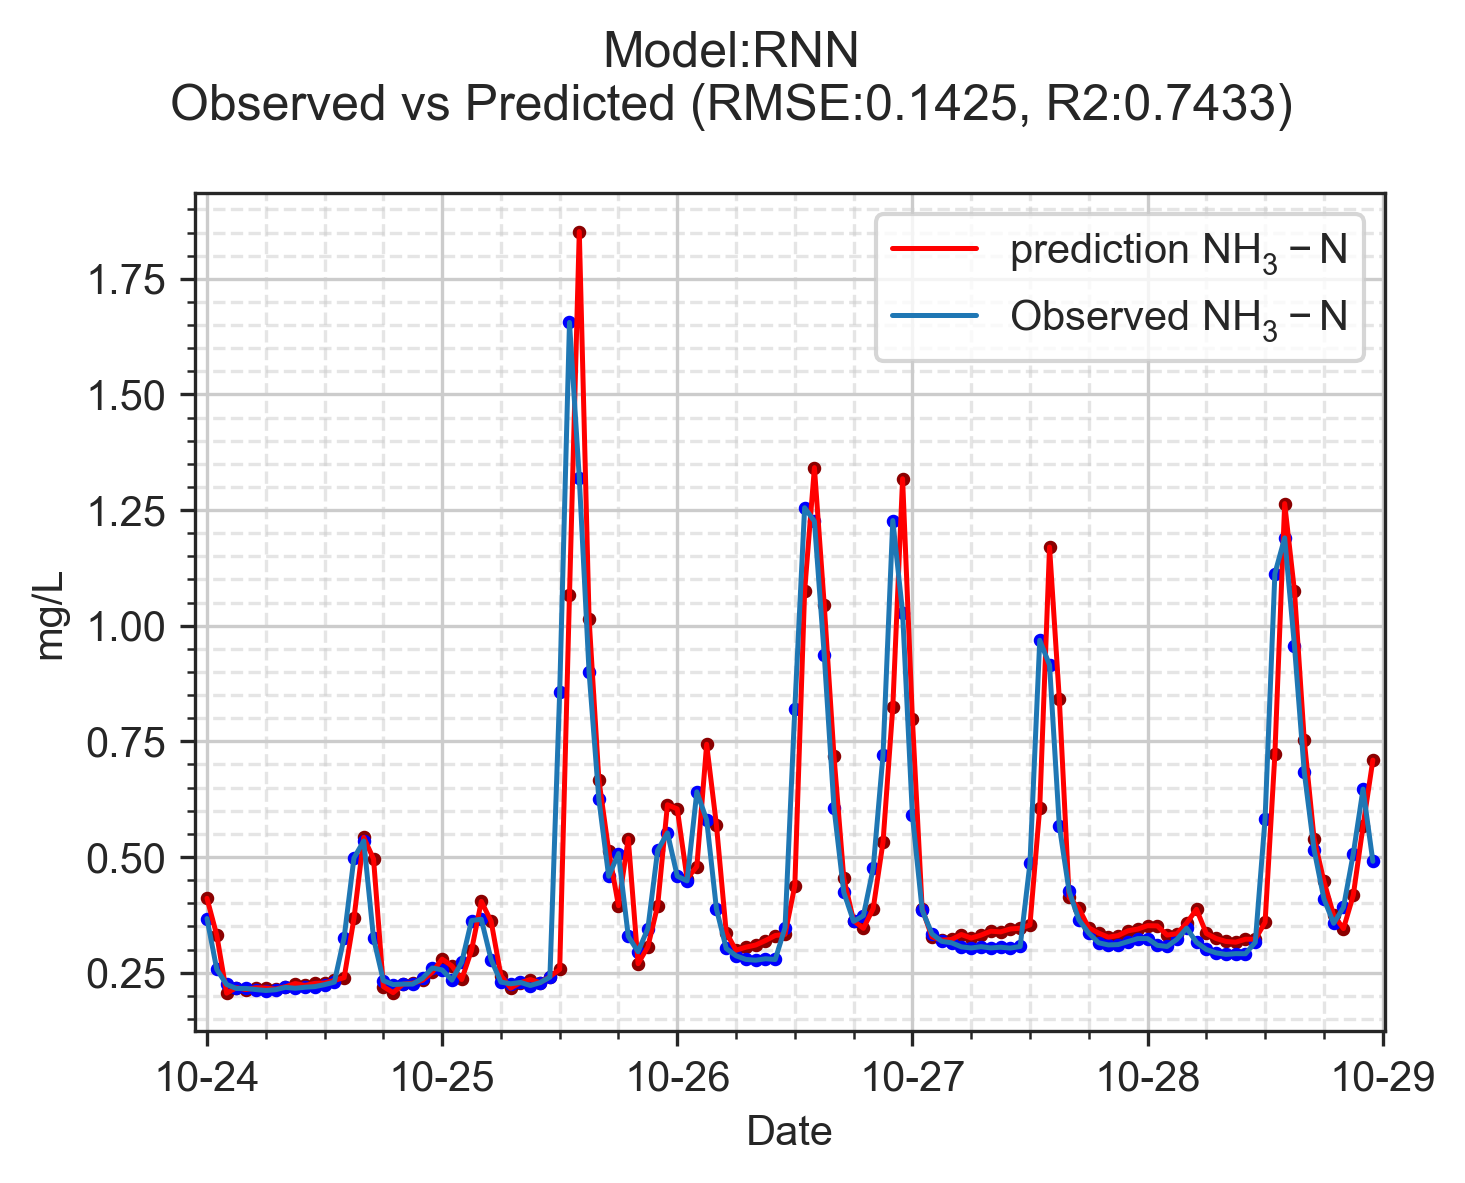 Model:RNN
Observed vs Predicted (RMSE:0.1425, R2:0.7433)
prediction NH₃ − N
Observed NH₃ − N
1.75
1.50
1.25
1.00
0.75
0.50
0.25
mg/L
10-24 10-25 10-26 10-27 10-28 10-29
Date